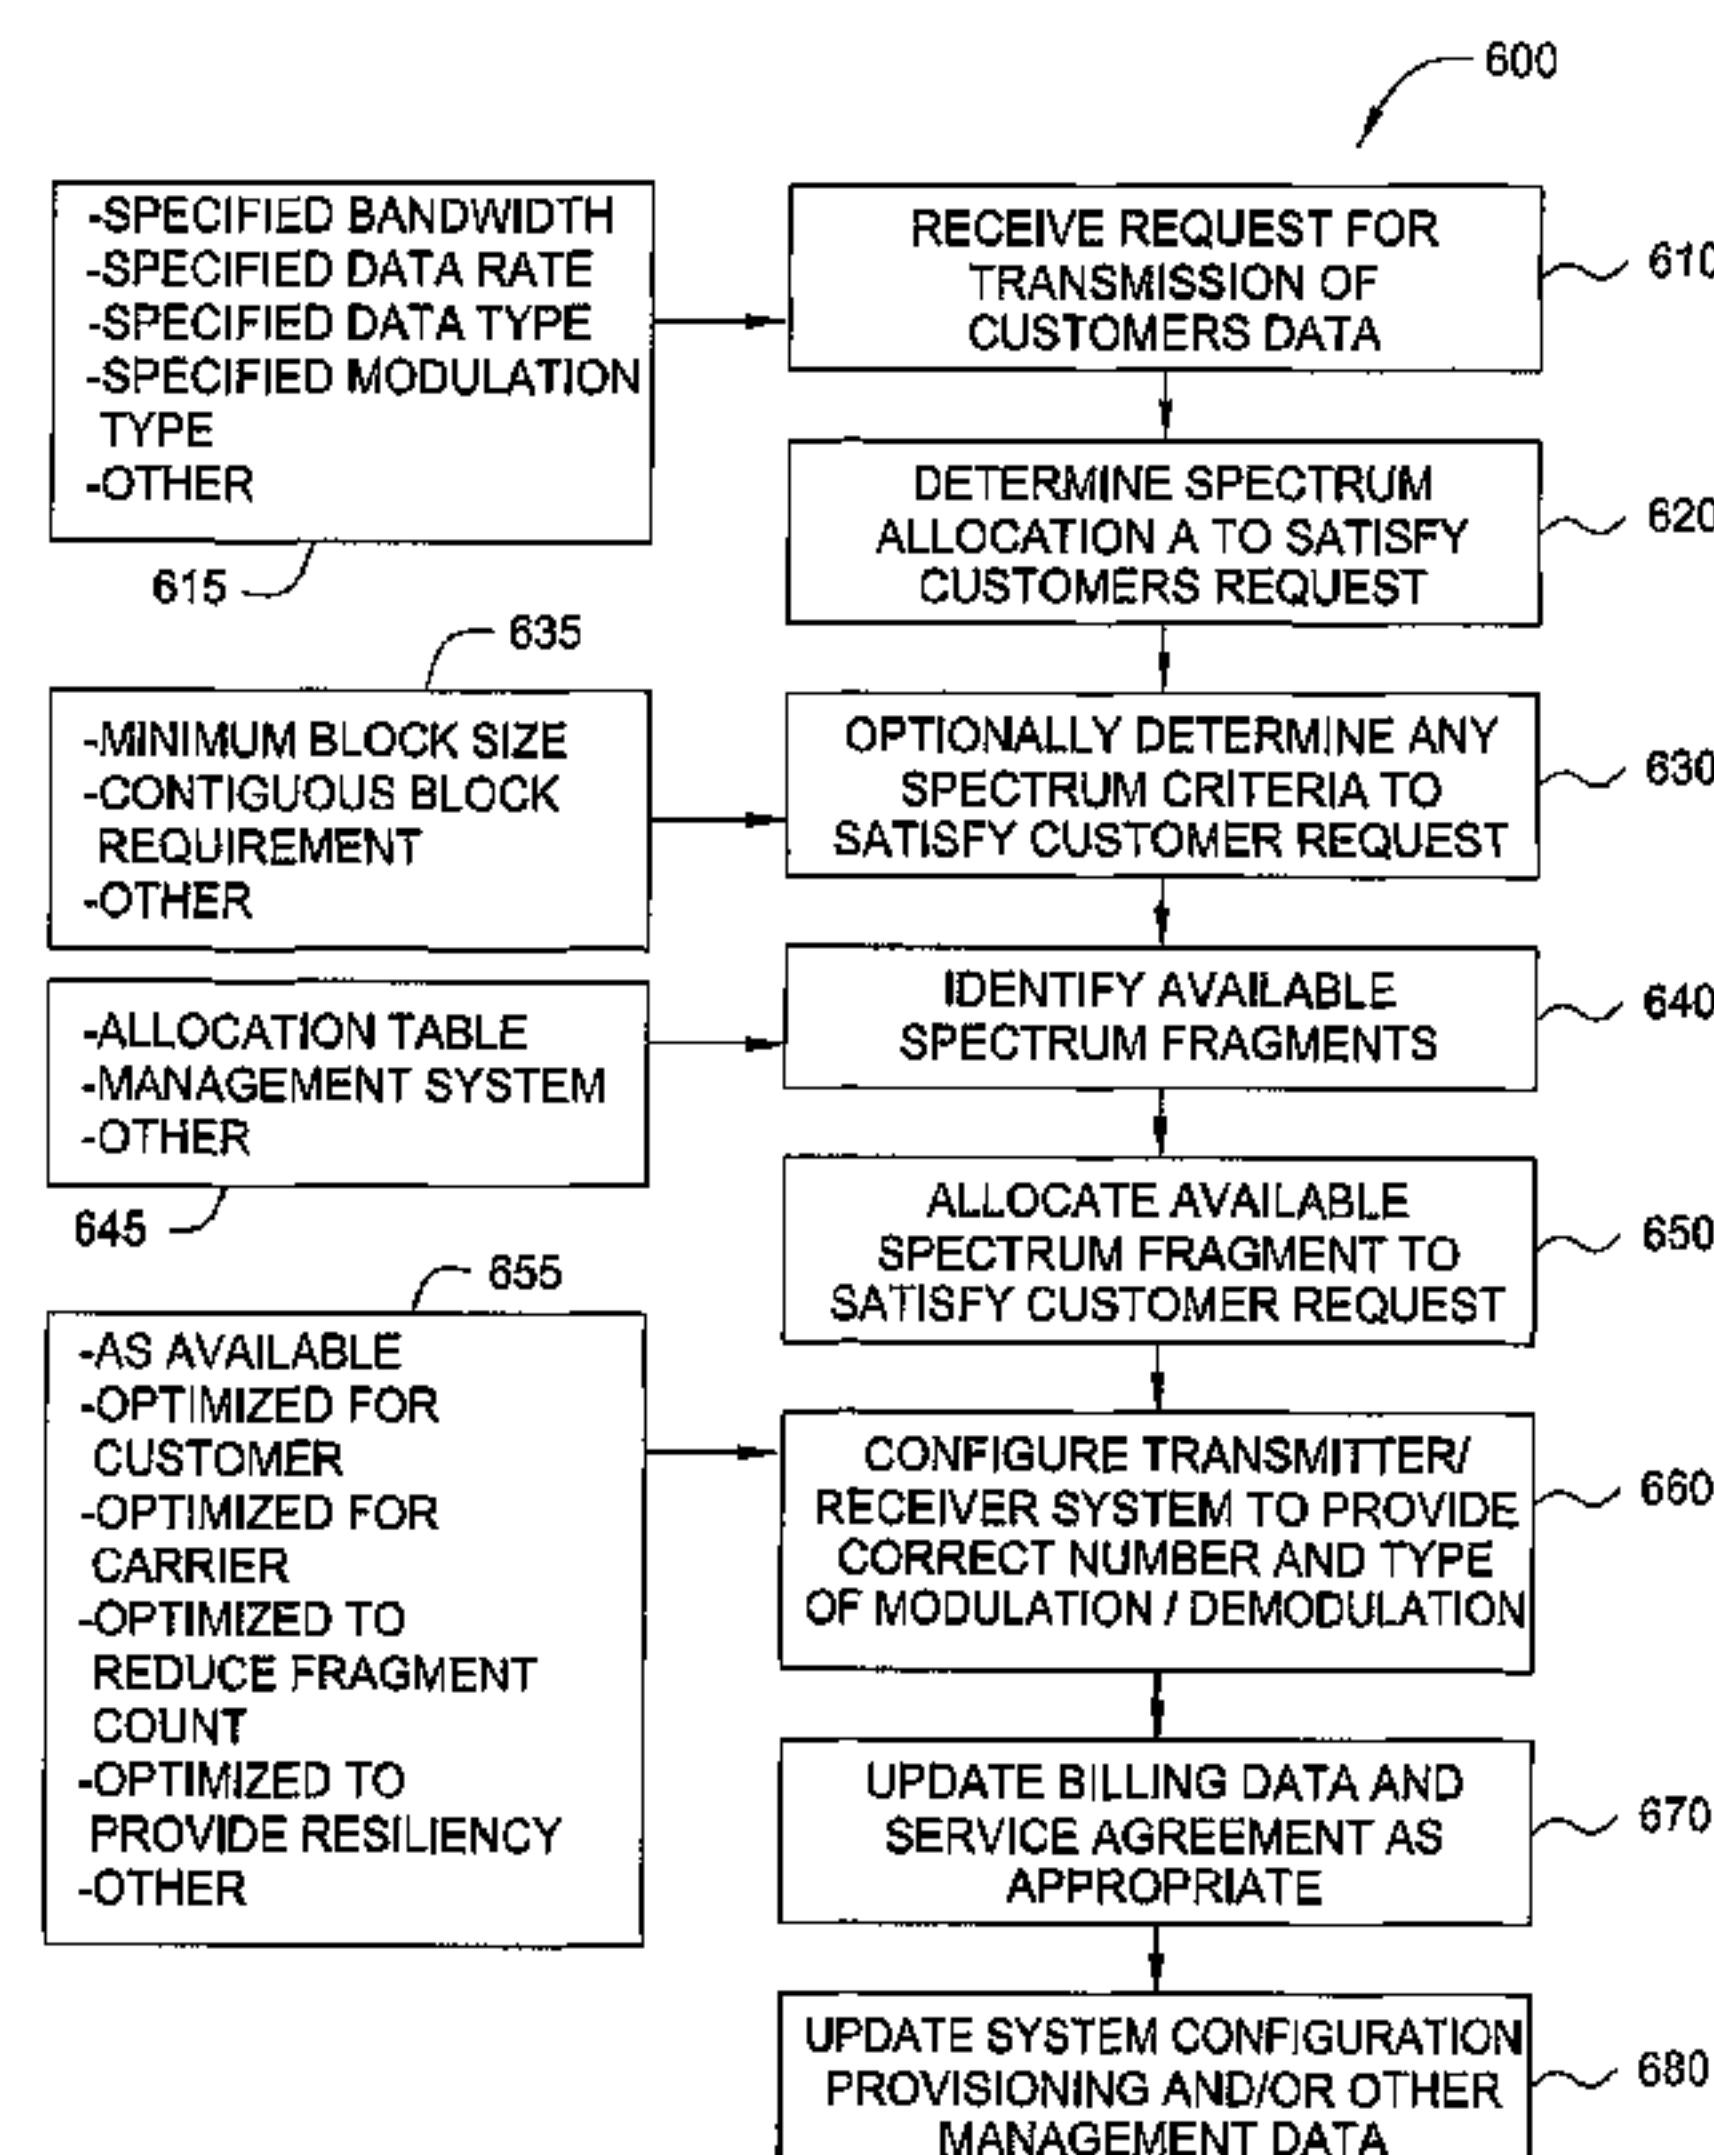 600
-SPECIFIED BANDWIDTH
-SPECIFIED DATA RATE
-SPECIFIED DATA TYPE
-SPECIFIED MODULATION
TYPE
-OTHER
615
RECEIVE REQUEST FOR
TRANSMISSION OF
CUSTOMERS DATA
610
DETERMINE SPECTRUM
ALLOCATION A TO SATISFY
CUSTOMERS REQUEST
620
635
-MINIMUM BLOCK SIZE
-CONTIGUOUS BLOCK
REQUIREMENT
-OTHER
OPTIONALLY DETERMINE ANY
SPECTRUM CRITERIA TO
SATISFY CUSTOMER REQUEST
630
-ALLOCATION TABLE
-MANAGEMENT SYSTEM
-OTHER
645
IDENTIFY AVAILABLE
SPECTRUM FRAGMENTS
640
ALLOCATE AVAILABLE
SPECTRUM FRAGMENT TO
SATISFY CUSTOMER REQUEST
650
655
-AS AVAILABLE
-OPTIMIZED FOR
CUSTOMER
-OPTIMIZED FOR
CARRIER
-OPTIMIZED TO
REDUCE FRAGMENT
COUNT
-OPTIMIZED TO
PROVIDE RESILIENCY
-OTHER
CONFIGURE TRANSMITTER/
RECEIVER SYSTEM TO PROVIDE
CORRECT NUMBER AND TYPE
OF MODULATION / DEMODULATION
660
UPDATE BILLING DATA AND
SERVICE AGREEMENT AS
APPROPRIATE
670
UPDATE SYSTEM CONFIGURATION
PROVISIONING AND/OR OTHER
MANAGEMENT DATA
680